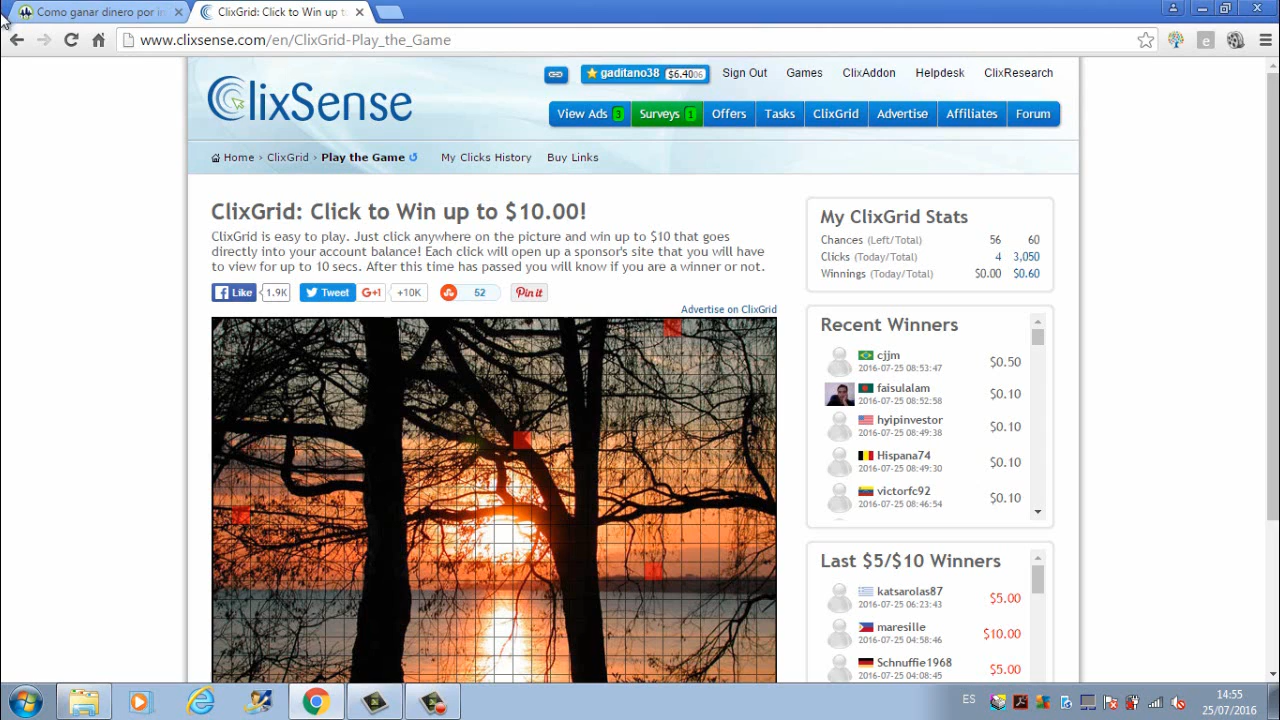 Como ganar dinero por in
ClixGrid: Click to Win up to
www.clixsense.com/en/ClixGrid-Play_the_Game
ClixSense
gaditano38 $6.4006 Sign Out Games ClixAddon Helpdesk ClixResearch
View Ads 3 Surveys 1 Offers Tasks ClixGrid Advertise Affiliates Forum
Home › ClixGrid › Play the Game My Clicks History Buy Links
ClixGrid: Click to Win up to $10.00!
ClixGrid is easy to play. Just click anywhere on the picture and win up to $10 that goes
directly into your account balance! Each click will open up a sponsor's site that you will have
to view for up to 10 secs. After this time has passed you will know if you are a winner or not.
Like 1.9K Tweet G+1 +10K 52 Pin it
Advertise on ClixGrid
My ClixGrid Stats
Chances (Left/Total) 56 60
Clicks (Today/Total) 4 3,050
Winnings (Today/Total) $0.00 $0.60
Recent Winners
cjjm
2016-07-25 08:53:47
$0.50
faisulalam
2016-07-25 08:52:58
$0.10
hyipinvestor
2016-07-25 08:49:38
$0.10
Hispana74
2016-07-25 08:49:30
$0.10
victorfc92
2016-07-25 08:46:54
$0.10
Last $5/$10 Winners
katsarolas87
2016-07-25 06:23:43
$5.00
maresille
2016-07-25 04:58:46
$10.00
Schnuffie1968
2016-07-25 04:08:45
$5.00
ES
14:55
25/07/2016